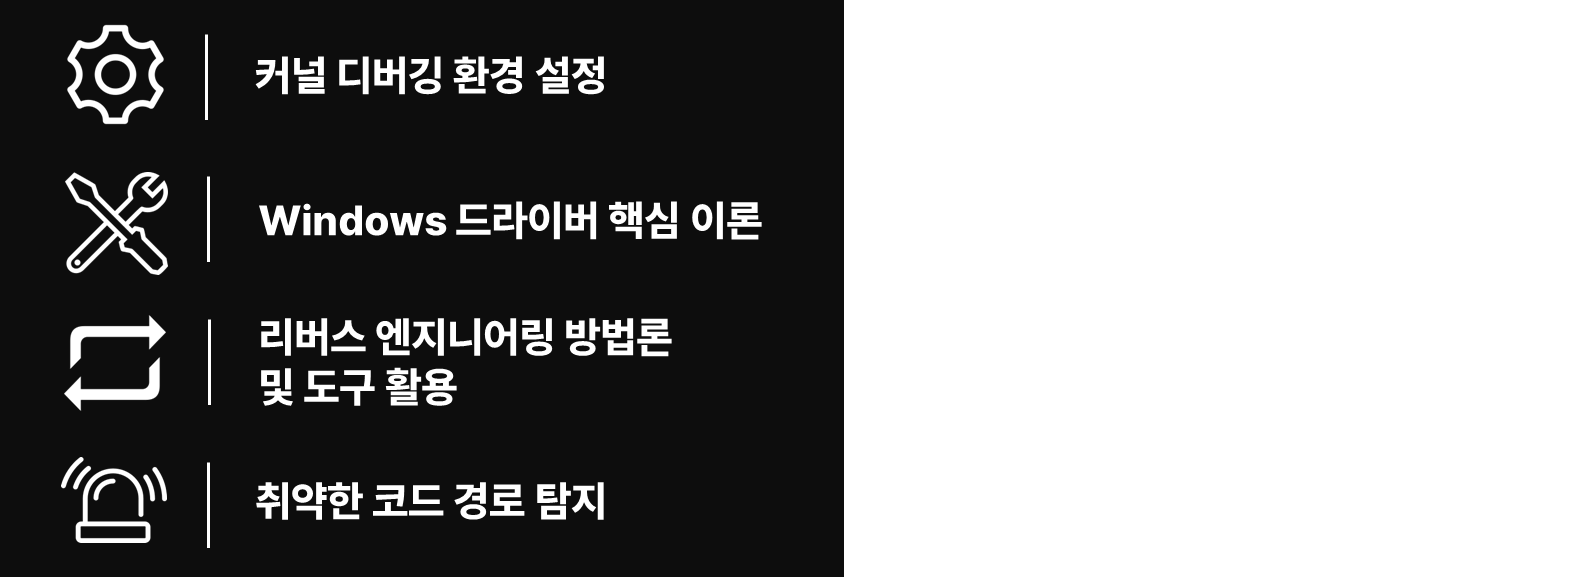 커널 디버깅 환경 설정
Windows 드라이버 핵심 이론
리버스 엔지니어링 방법론
및 도구 활용
취약한 코드 경로 탐지